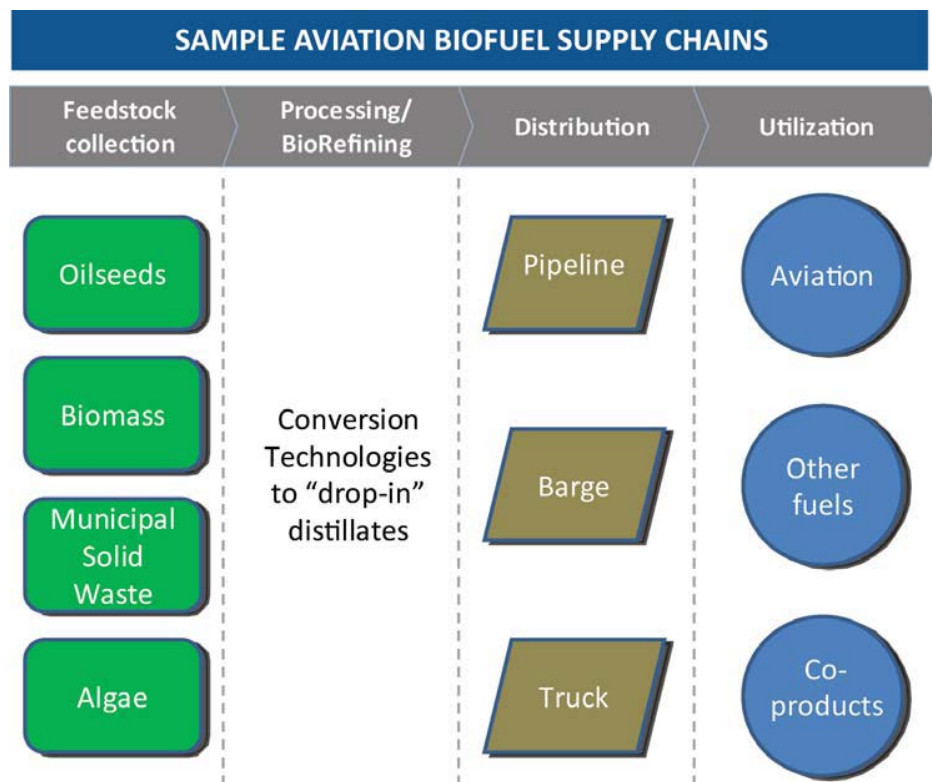 SAMPLE AVIATION BIOFUEL SUPPLY CHAINS
Feedstock
collection
Processing/
BioRefining
Distribution
Utilization
Oilseeds
Biomass
Municipal
Solid
Waste
Algae
Conversion
Technologies
to “drop-in”
distillates
Pipeline
Barge
Truck
Aviation
Other
fuels
Co-
products